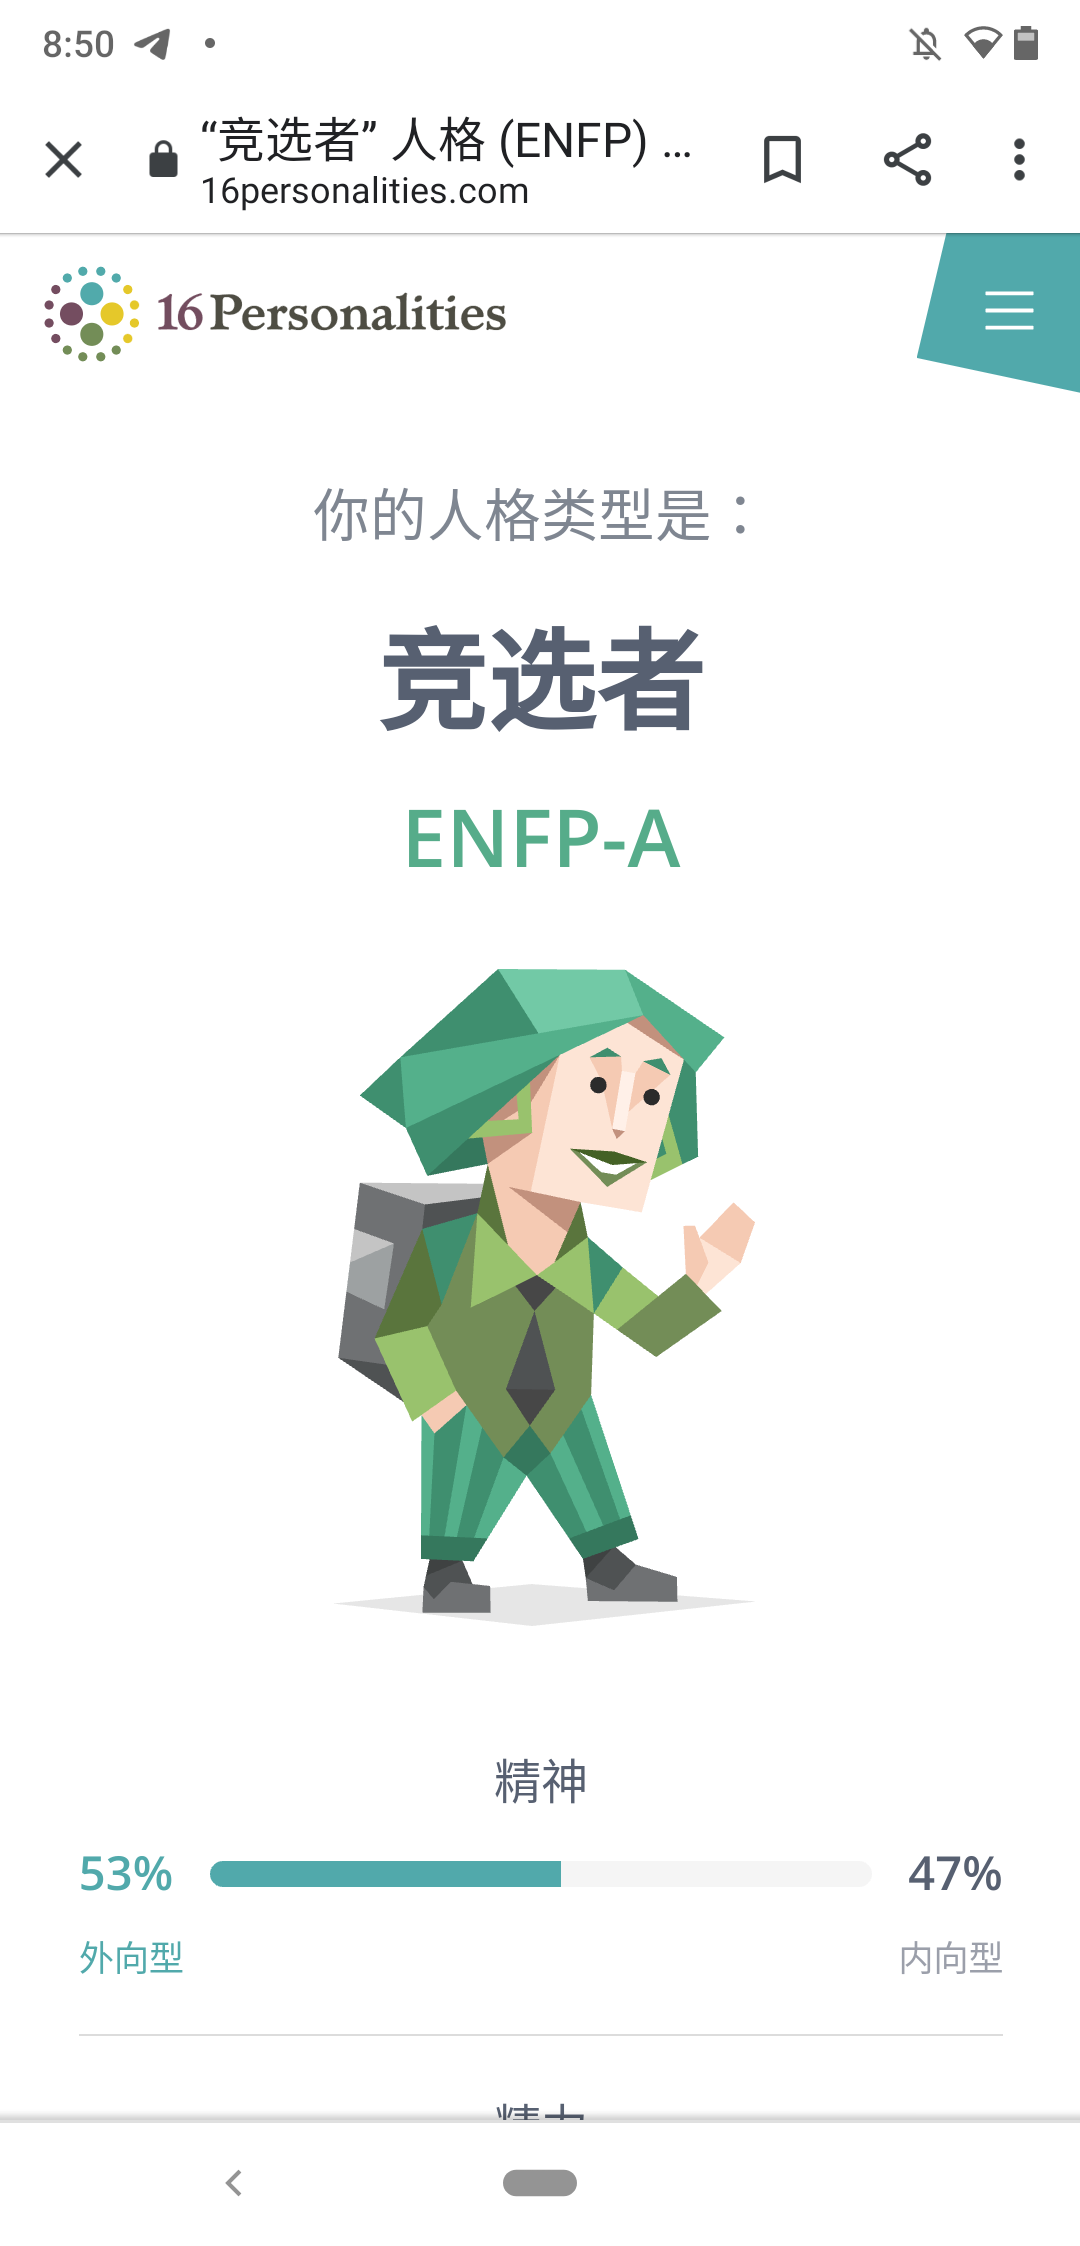 8:50
“竞选者” 人格 (ENFP) ...
16personalities.com
16Personalities
你的人格类型是：
竞选者
ENFP-A
精神
53%
47%
外向型
内向型